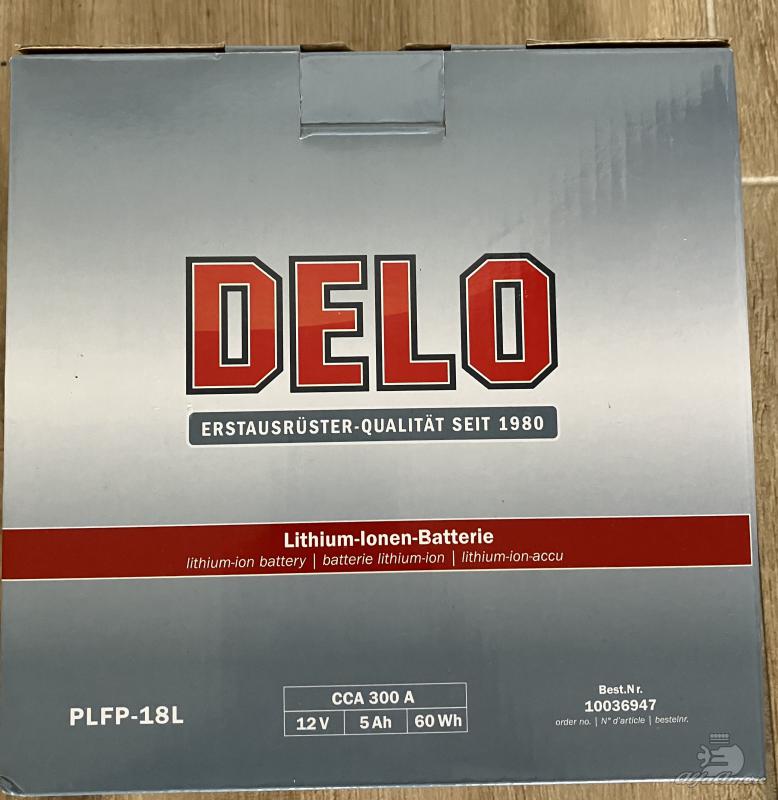 DELO
ERSTAUSRÜSTER-QUALITÄT SEIT 1980
Lithium-Ionen-Batterie
lithium-ion battery | batterie lithium-ion | lithium-ion-accu
PLFP-18L
CCA 300 A
12 V 5 Ah 60 Wh
Best.Nr.
10036947
order no. | N° d'article | bestelnr.
AlfaAmore